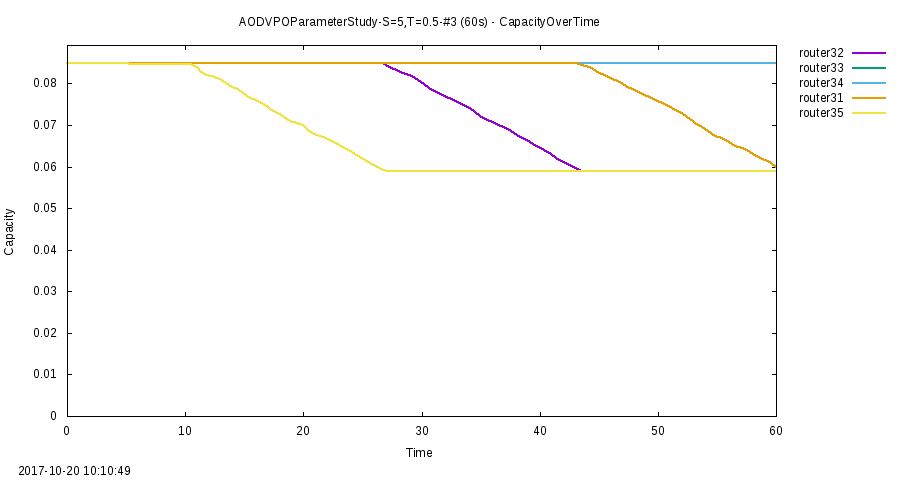 AODVPOParameterStudy-S=5,T=0.5-#3 (60s) - CapacityOverTime
router32
router33
router34
router31
router35
0.08
0.07
0.06
0.05
0.04
0.03
0.02
0.01
0
Capacity
0 10 20 30 40 50 60
Time
2017-10-20 10:10:49